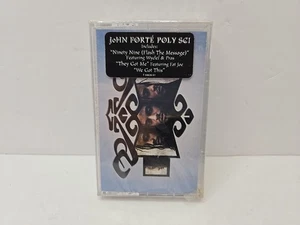 JoHN FORTÉ POLY SCI
Includes:
"Ninety Nine (Flash The Message)"
Featuring Wyclef & Pras
"They Got Me" Featuring Fat Joe
"We Got This"